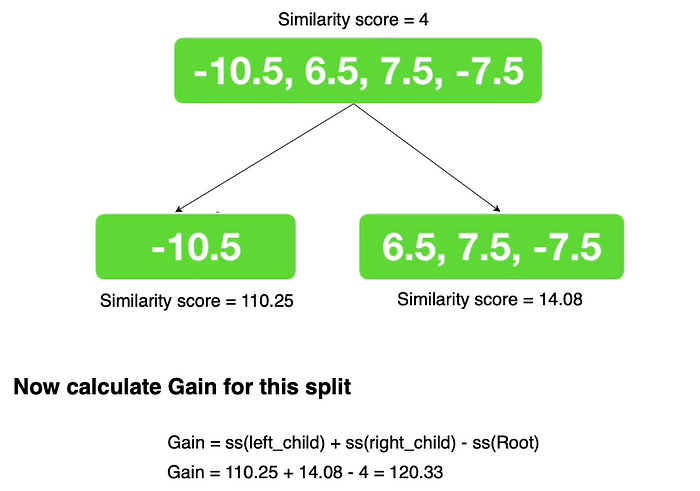 Similarity score = 4
-10.5, 6.5, 7.5, -7.5
-10.5
6.5, 7.5, -7.5
Similarity score = 110.25
Similarity score = 14.08
Now calculate Gain for this split
Gain = ss(left_child) + ss(right_child) - ss(Root)
Gain = 110.25 + 14.08 - 4 = 120.33